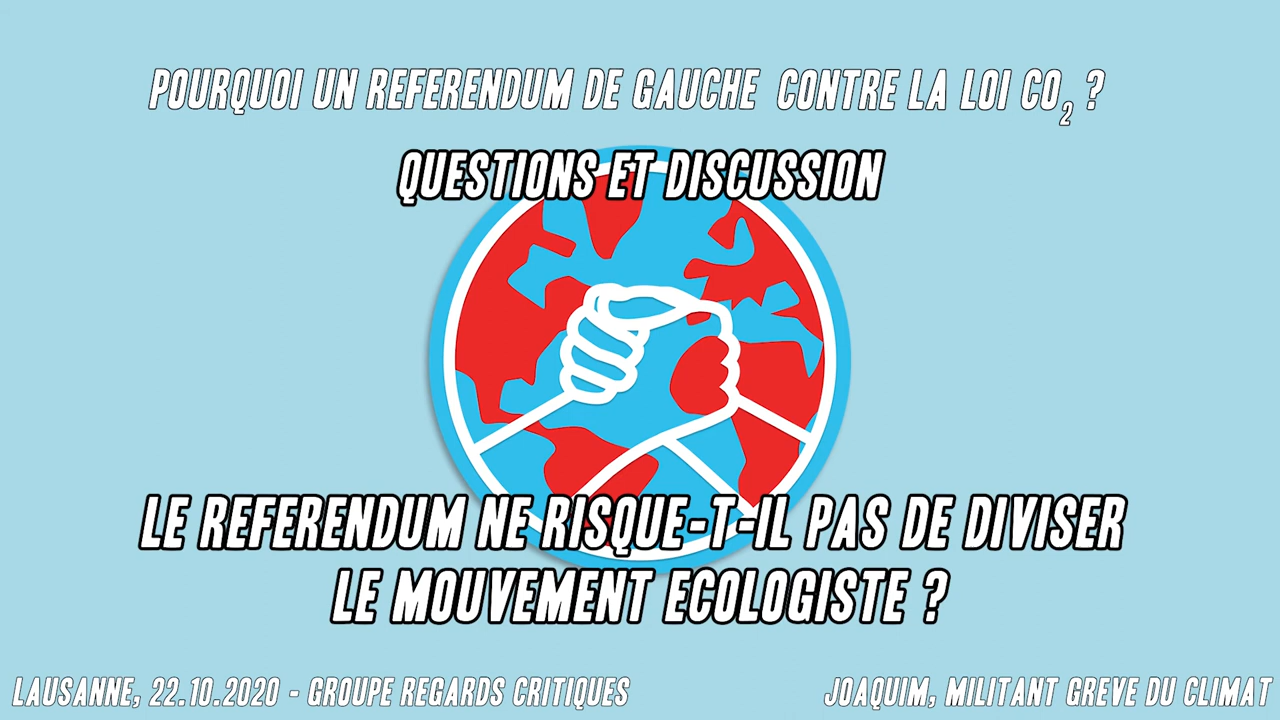 POURQUOI UN REFERENDUM DE GAUCHE CONTRE LA LOI CO₂ ?
QUESTIONS ET DISCUSSION
LE REFERENDUM NE RISQUE-T-IL PAS DE DIVISER
LE MOUVEMENT ECOLOGISTE ?
LAUSANNE, 22.10.2020 - GROUPE REGARDS CRITIQUES
JOAQUIM, MILITANT GREVE DU CLIMAT